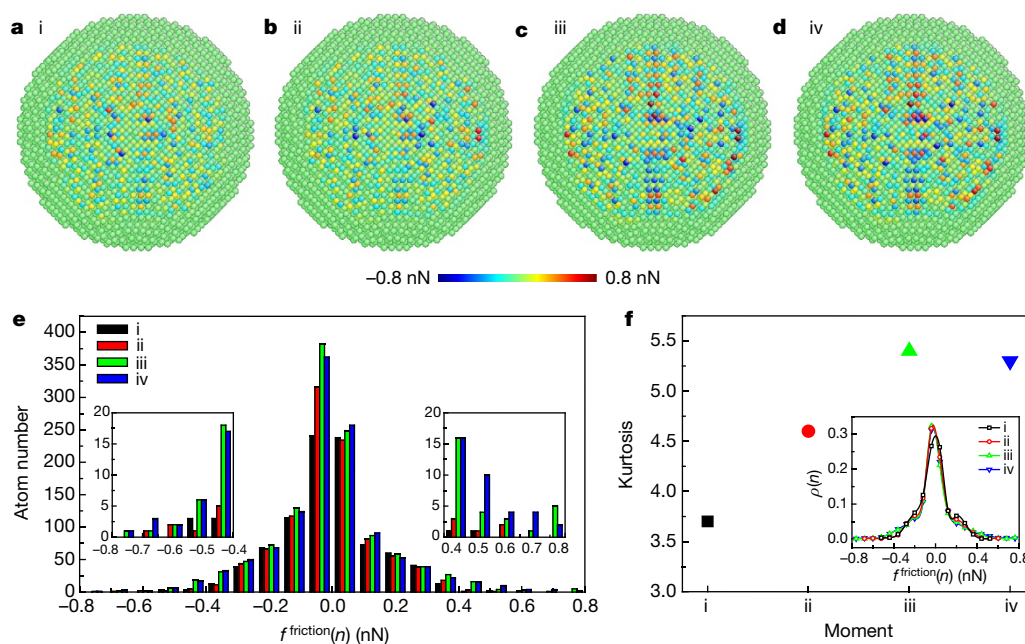 a i b ii c iii d iv
−0.8 nN 0.8 nN
e
Atom number
400
350
300
250
200
150
100
50
0
i
ii
iii
iv
20
15
10
5
0
−0.8 −0.7 −0.6 −0.5 −0.4
20
15
10
5
0
0.4 0.5 0.6 0.7 0.8
−0.8 −0.6 −0.4 −0.2 0.0 0.2 0.4 0.6 0.8
f friction(n) (nN)
f
Kurtosis
5.5
5.0
4.5
4.0
3.5
3.0
ρ(n)
0.3
0.2
0.1
0.0
i
ii
iii
iv
−0.8 −0.4 0.0 0.4 0.8
f friction(n) (nN)
i ii iii iv
Moment